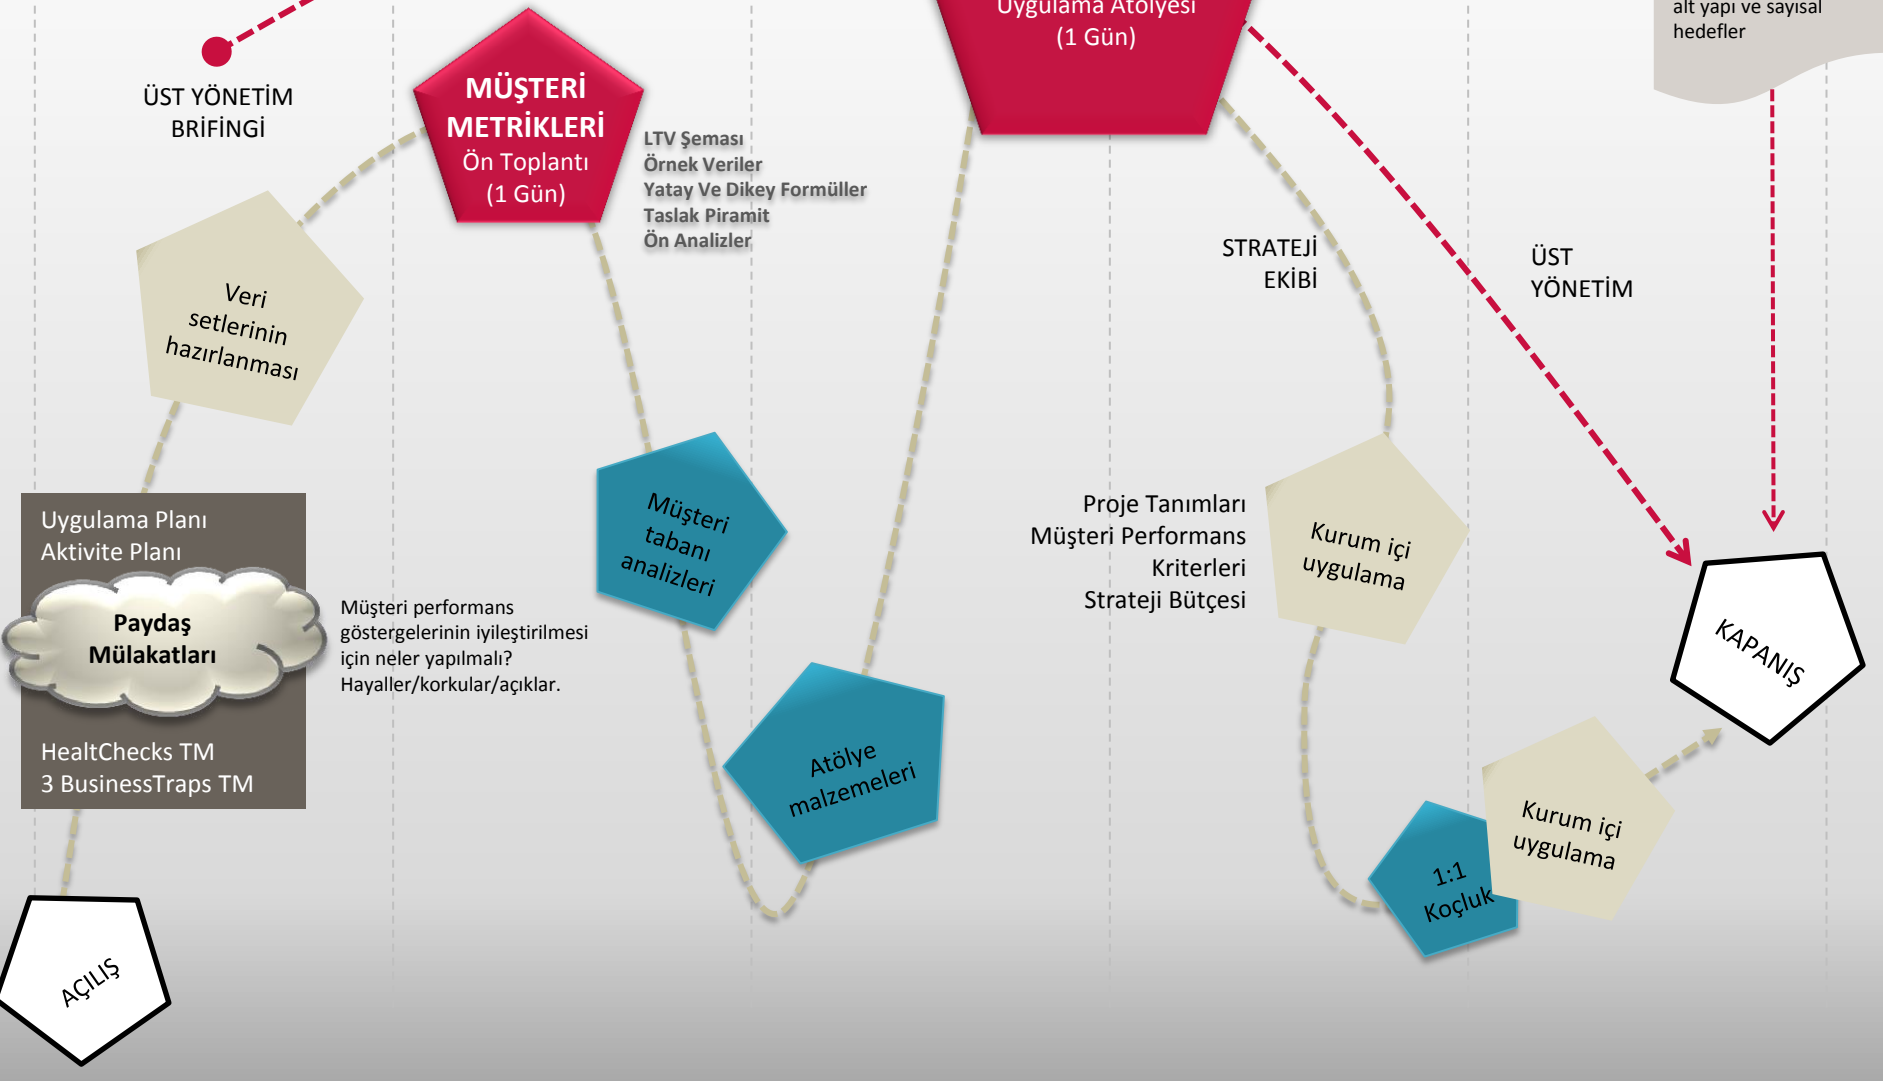 Uygulama Atölyesi
(1 Gün)
alt yapı ve sayısal
hedefler
ÜST YÖNETİM
BRİFİNGİ
MÜŞTERİ
METRİKLERİ
Ön Toplantı
(1 Gün)
LTV Şeması
Örnek Veriler
Yatay Ve Dikey Formüller
Taslak Piramit
Ön Analizler
STRATEJİ
EKİBİ
ÜST
YÖNETİM
Veri
setlerinin
hazırlanması
Müşteri
tabanı
analizleri
Proje Tanımları
Müşteri Performans
Kriterleri
Strateji Bütçesi
Kurum içi
uygulama
Uygulama Planı
Aktivite Planı
Paydaş
Mülakatları
HealtChecks TM
3 BusinessTraps TM
Müşteri performans
göstergelerinin iyileştirilmesi
için neler yapılmalı?
Hayaller/korkular/açıklar.
KAPANIŞ
Atölye
malzemeleri
Kurum içi
uygulama
1:1
Koçluk
AÇILIŞ